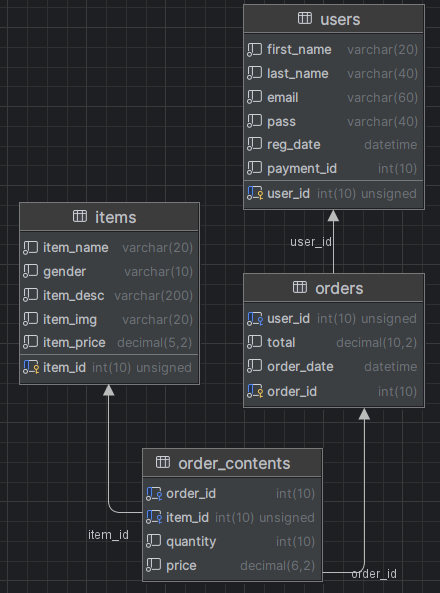 users
first_name varchar(20)
last_name varchar(40)
email varchar(60)
pass varchar(40)
reg_date datetime
payment_id int(10)
user_id int(10) unsigned
user_id
items
item_name varchar(20)
gender varchar(10)
item_desc varchar(200)
item_img varchar(20)
item_price decimal(5,2)
item_id int(10) unsigned
orders
user_id int(10) unsigned
total decimal(10,2)
order_date datetime
order_id int(10)
order_contents
order_id int(10)
item_id int(10) unsigned
quantity int(10)
price decimal(6,2)
item_id
order_id